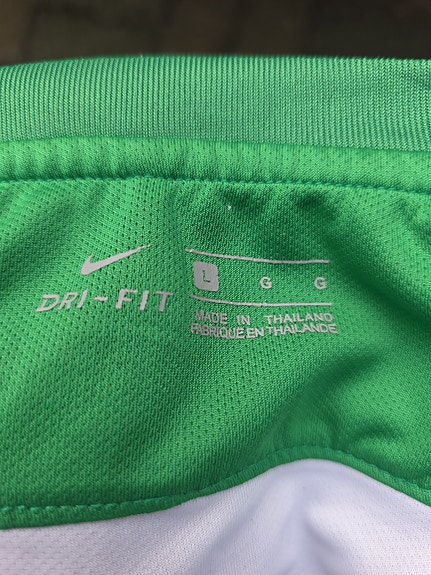 DRI-FIT
L G G
MADE IN THAILAND
FABRIQUE EN THAILANDE